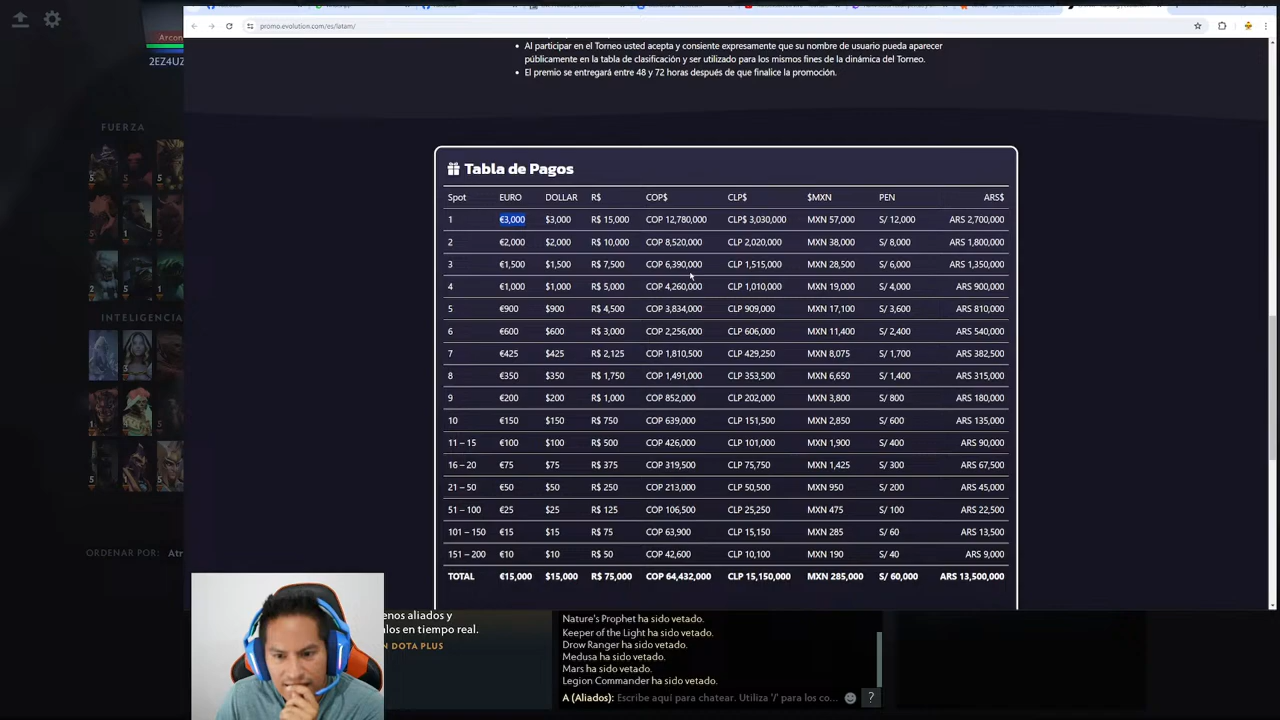 promo.evolution.com/es/latam/
Arcon
2EZ4UZ
• Al participar en el Torneo usted acepta y consiente expresamente que su nombre de usuario pueda aparecer
públicamente en la tabla de clasificación y ser utilizado para los mismos fines de la dinámica del Torneo.
• El premio se entregará entre 48 y 72 horas después de que finalice la promoción.
FUERZA
INTELIGENCIA
ORDENAR POR: Atr
Tabla de Pagos
Spot EURO DOLLAR R$ COP$ CLP$ $MXN PEN ARS$
1 €3,000 $3,000 R$ 15,000 COP 12,780,000 CLP$ 3,030,000 MXN 57,000 S/ 12,000 ARS 2,700,000
2 €2,000 $2,000 R$ 10,000 COP 8,520,000 CLP 2,020,000 MXN 38,000 S/ 8,000 ARS 1,800,000
3 €1,500 $1,500 R$ 7,500 COP 6,390,000 CLP 1,515,000 MXN 28,500 S/ 6,000 ARS 1,350,000
4 €1,000 $1,000 R$ 5,000 COP 4,260,000 CLP 1,010,000 MXN 19,000 S/ 4,000 ARS 900,000
5 €900 $900 R$ 4,500 COP 3,834,000 CLP 909,000 MXN 17,100 S/ 3,600 ARS 810,000
6 €600 $600 R$ 3,000 COP 2,256,000 CLP 606,000 MXN 11,400 S/ 2,400 ARS 540,000
7 €425 $425 R$ 2,125 COP 1,810,500 CLP 429,250 MXN 8,075 S/ 1,700 ARS 382,500
8 €350 $350 R$ 1,750 COP 1,491,000 CLP 353,500 MXN 6,650 S/ 1,400 ARS 315,000
9 €200 $200 R$ 1,000 COP 852,000 CLP 202,000 MXN 3,800 S/ 800 ARS 180,000
10 €150 $150 R$ 750 COP 639,000 CLP 151,500 MXN 2,850 S/ 600 ARS 135,000
11 – 15 €100 $100 R$ 500 COP 426,000 CLP 101,000 MXN 1,900 S/ 400 ARS 90,000
16 – 20 €75 $75 R$ 375 COP 319,500 CLP 75,750 MXN 1,425 S/ 300 ARS 67,500
21 – 50 €50 $50 R$ 250 COP 213,000 CLP 50,500 MXN 950 S/ 200 ARS 45,000
51 – 100 €25 $25 R$ 125 COP 106,500 CLP 25,250 MXN 475 S/ 100 ARS 22,500
101 – 150 €15 $15 R$ 75 COP 63,900 CLP 15,150 MXN 285 S/ 60 ARS 13,500
151 – 200 €10 $10 R$ 50 COP 42,600 CLP 10,100 MXN 190 S/ 40 ARS 9,000
TOTAL €15,000 $15,000 R$ 75,000 COP 64,432,000 CLP 15,150,000 MXN 285,000 S/ 60,000 ARS 13,500,000
enos aliados y
alos en tiempo real.
N DOTA PLUS
Nature's Prophet ha sido vetado.
Keeper of the Light ha sido vetado.
Drow Ranger ha sido vetado.
Medusa ha sido vetado.
Mars ha sido vetado.
Legion Commander ha sido vetado.
A (Aliados): Escribe aquí para chatear. Utiliza '/' para los co...
?